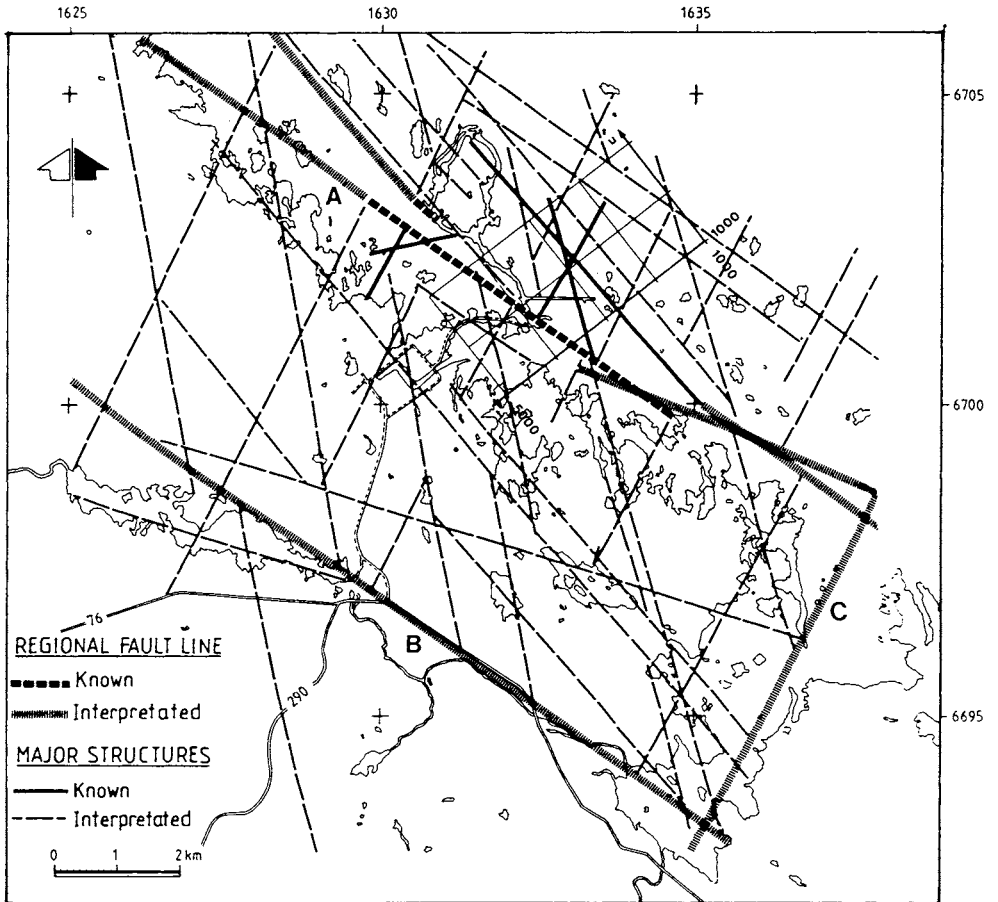 1625 1630 1635
6705
A
1000
1000
1000
6700
C
76
B
REGIONAL FAULT LINE
Known
Interpretated
290
6695
MAJOR STRUCTURES
Known
Interpretated
0 1 2 km